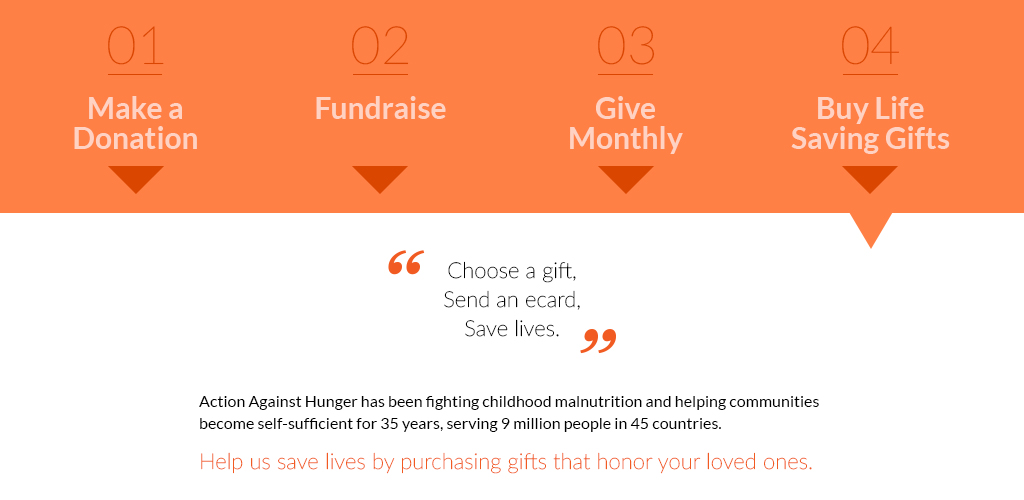 01
02
03
04
Make a
Donation
Fundraise
Give
Monthly
Buy Life
Saving Gifts
“ Choose a gift,
Send an ecard,
Save lives. ”
Action Against Hunger has been fighting childhood malnutrition and helping communities
become self-sufficient for 35 years, serving 9 million people in 45 countries.
Help us save lives by purchasing gifts that honor your loved ones.